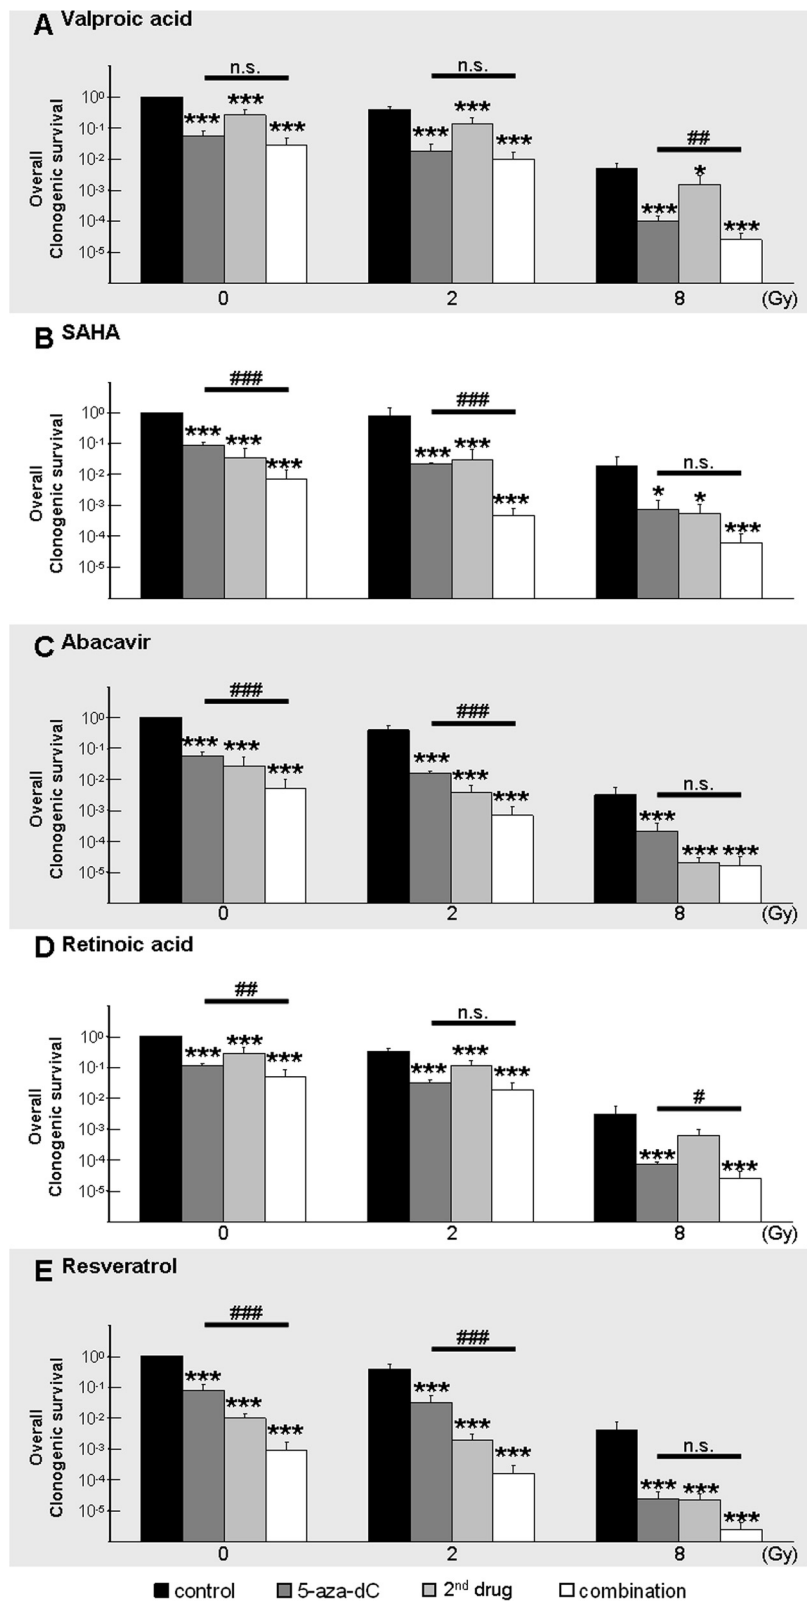 A Valproic acid
n.s.
n.s.
##
*** *** ***
*** *** ***
*** * ***
Overall
Clonogenic survival
10⁰
10⁻¹
10⁻²
10⁻³
10⁻⁴
10⁻⁵
0 2 8 (Gy)
B SAHA
###
###
n.s.
*** *** ***
*** *** ***
* * ***
Overall
Clonogenic survival
10⁰
10⁻¹
10⁻²
10⁻³
10⁻⁴
10⁻⁵
C Abacavir
###
###
n.s.
*** *** ***
*** *** ***
*** *** ***
Overall
Clonogenic survival
10⁰
10⁻¹
10⁻²
10⁻³
10⁻⁴
10⁻⁵
0 2 8 (Gy)
D Retinoic acid
##
n.s.
#
*** *** ***
*** *** ***
*** ***
Overall
Clonogenic survival
10⁰
10⁻¹
10⁻²
10⁻³
10⁻⁴
10⁻⁵
0 2 8 (Gy)
E Resveratrol
###
###
n.s.
*** *** ***
*** *** ***
*** *** ***
Overall
Clonogenic survival
10⁰
10⁻¹
10⁻²
10⁻³
10⁻⁴
10⁻⁵
0 2 8 (Gy)
control 5-aza-dC 2nd drug combination